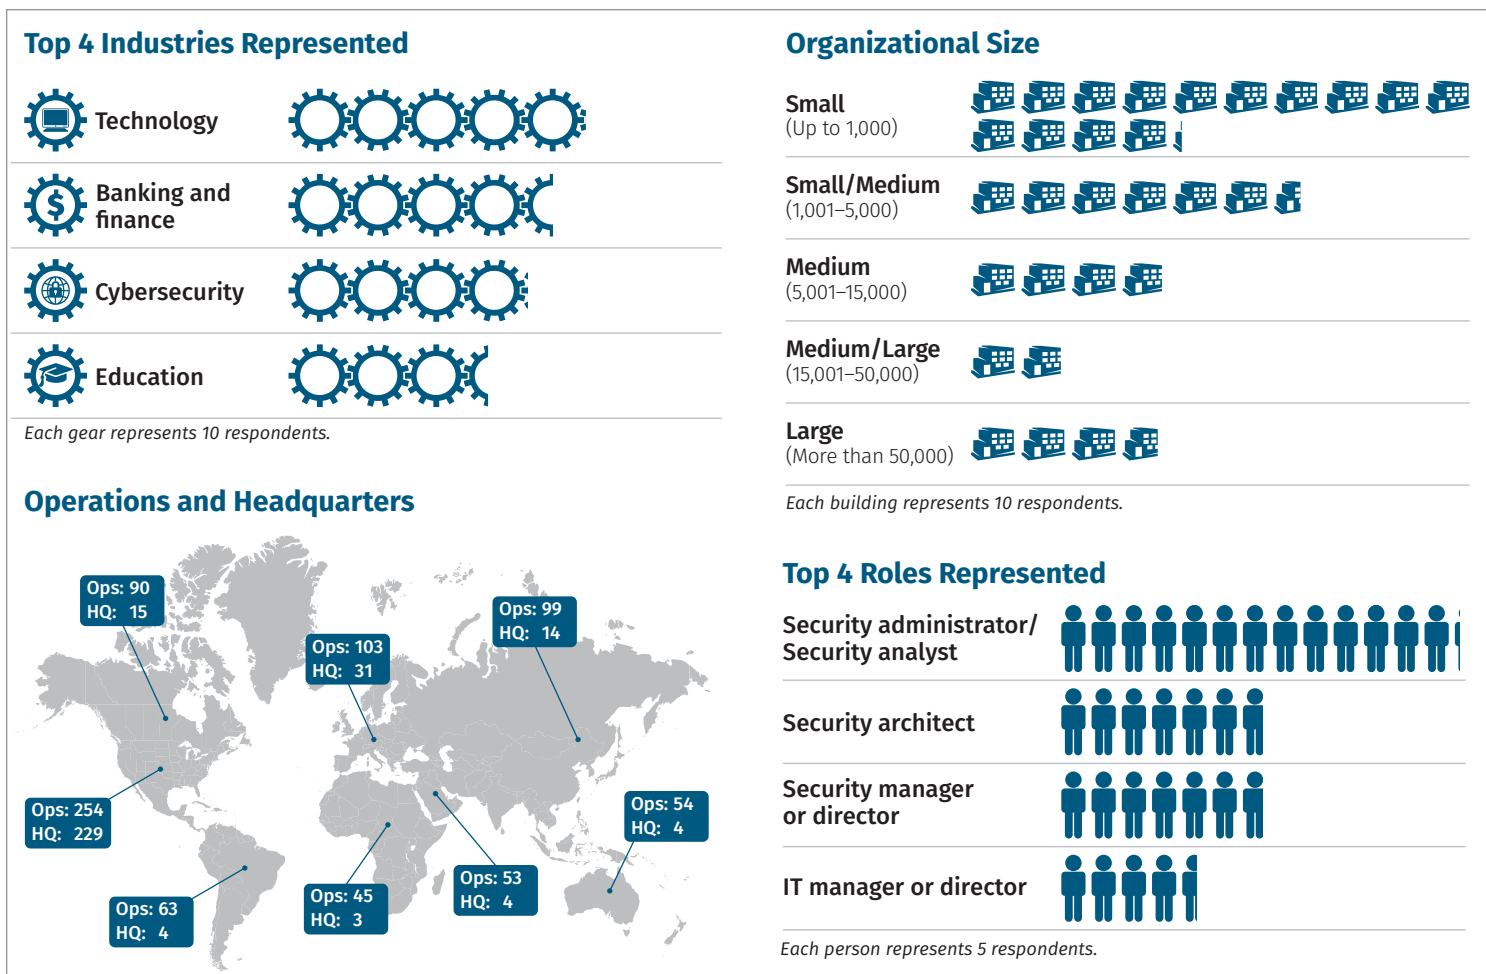 Top 4 Industries Represented
Technology
$
Banking and
finance
Cybersecurity
Education
Each gear represents 10 respondents.
Operations and Headquarters
Ops: 90
HQ: 15
Ops: 103
HQ: 31
Ops: 99
HQ: 14
Ops: 254
HQ: 229
Ops: 54
HQ: 4
Ops: 63
HQ: 4
Ops: 45
HQ: 3
Ops: 53
HQ: 4
Organizational Size
Small
(Up to 1,000)
Small/Medium
(1,001–5,000)
Medium
(5,001–15,000)
Medium/Large
(15,001–50,000)
Large
(More than 50,000)
Each building represents 10 respondents.
Top 4 Roles Represented
Security administrator/
Security analyst
Security architect
Security manager
or director
IT manager or director
Each person represents 5 respondents.